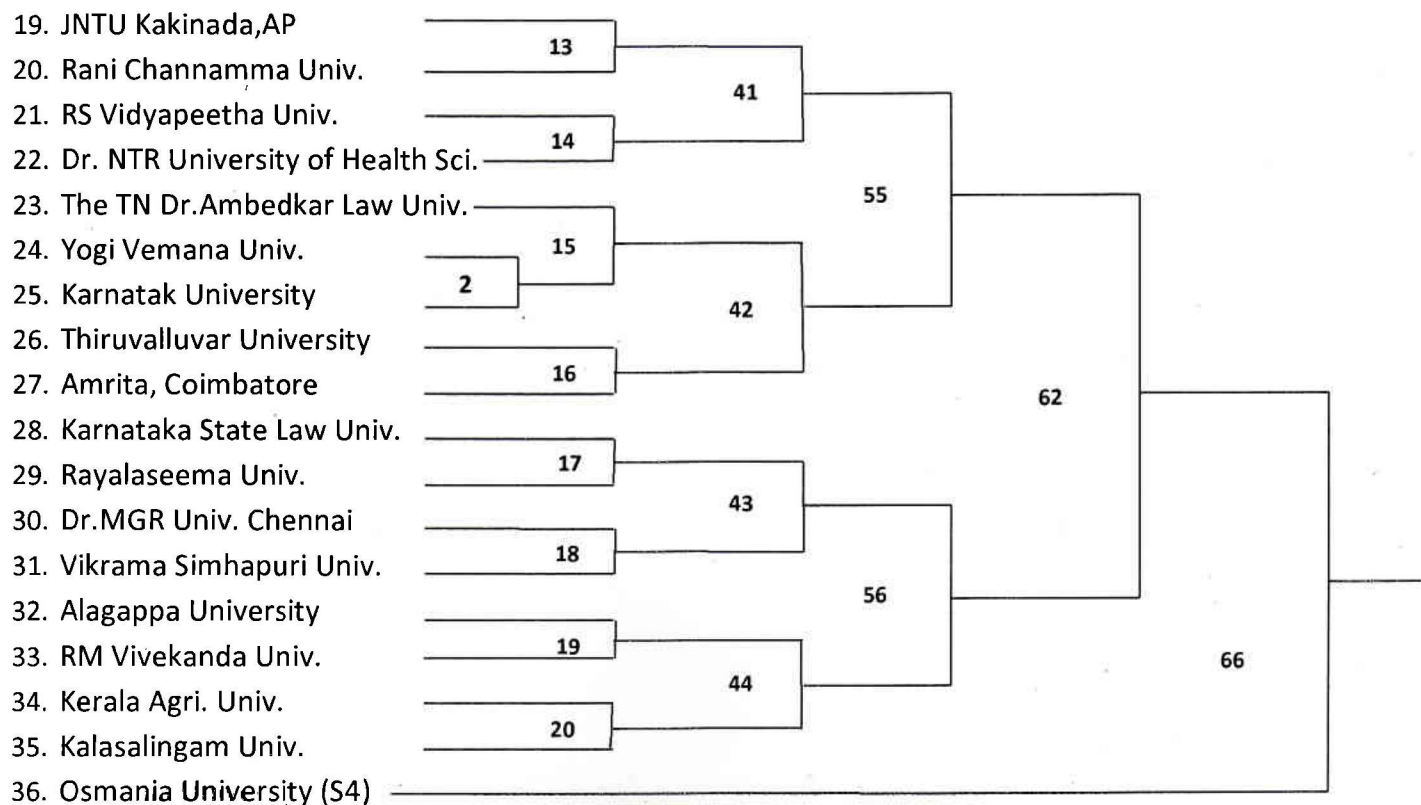 19. JNTU Kakinada,AP
13
20. Rani Channamma Univ.
41
21. RS Vidyapeetha Univ.
14
22. Dr. NTR University of Health Sci.
55
23. The TN Dr.Ambedkar Law Univ.
15
24. Yogi Vemana Univ.
2
25. Karnatak University
42
26. Thiruvalluvar University
16
27. Amrita, Coimbatore
62
28. Karnataka State Law Univ.
17
29. Rayalaseema Univ.
43
30. Dr.MGR Univ. Chennai
18
31. Vikrama Simhapuri Univ.
56
32. Alagappa University
19
33. RM Vivekanda Univ.
66
44
34. Kerala Agri. Univ.
20
35. Kalasalingam Univ.
36. Osmania University (S4)